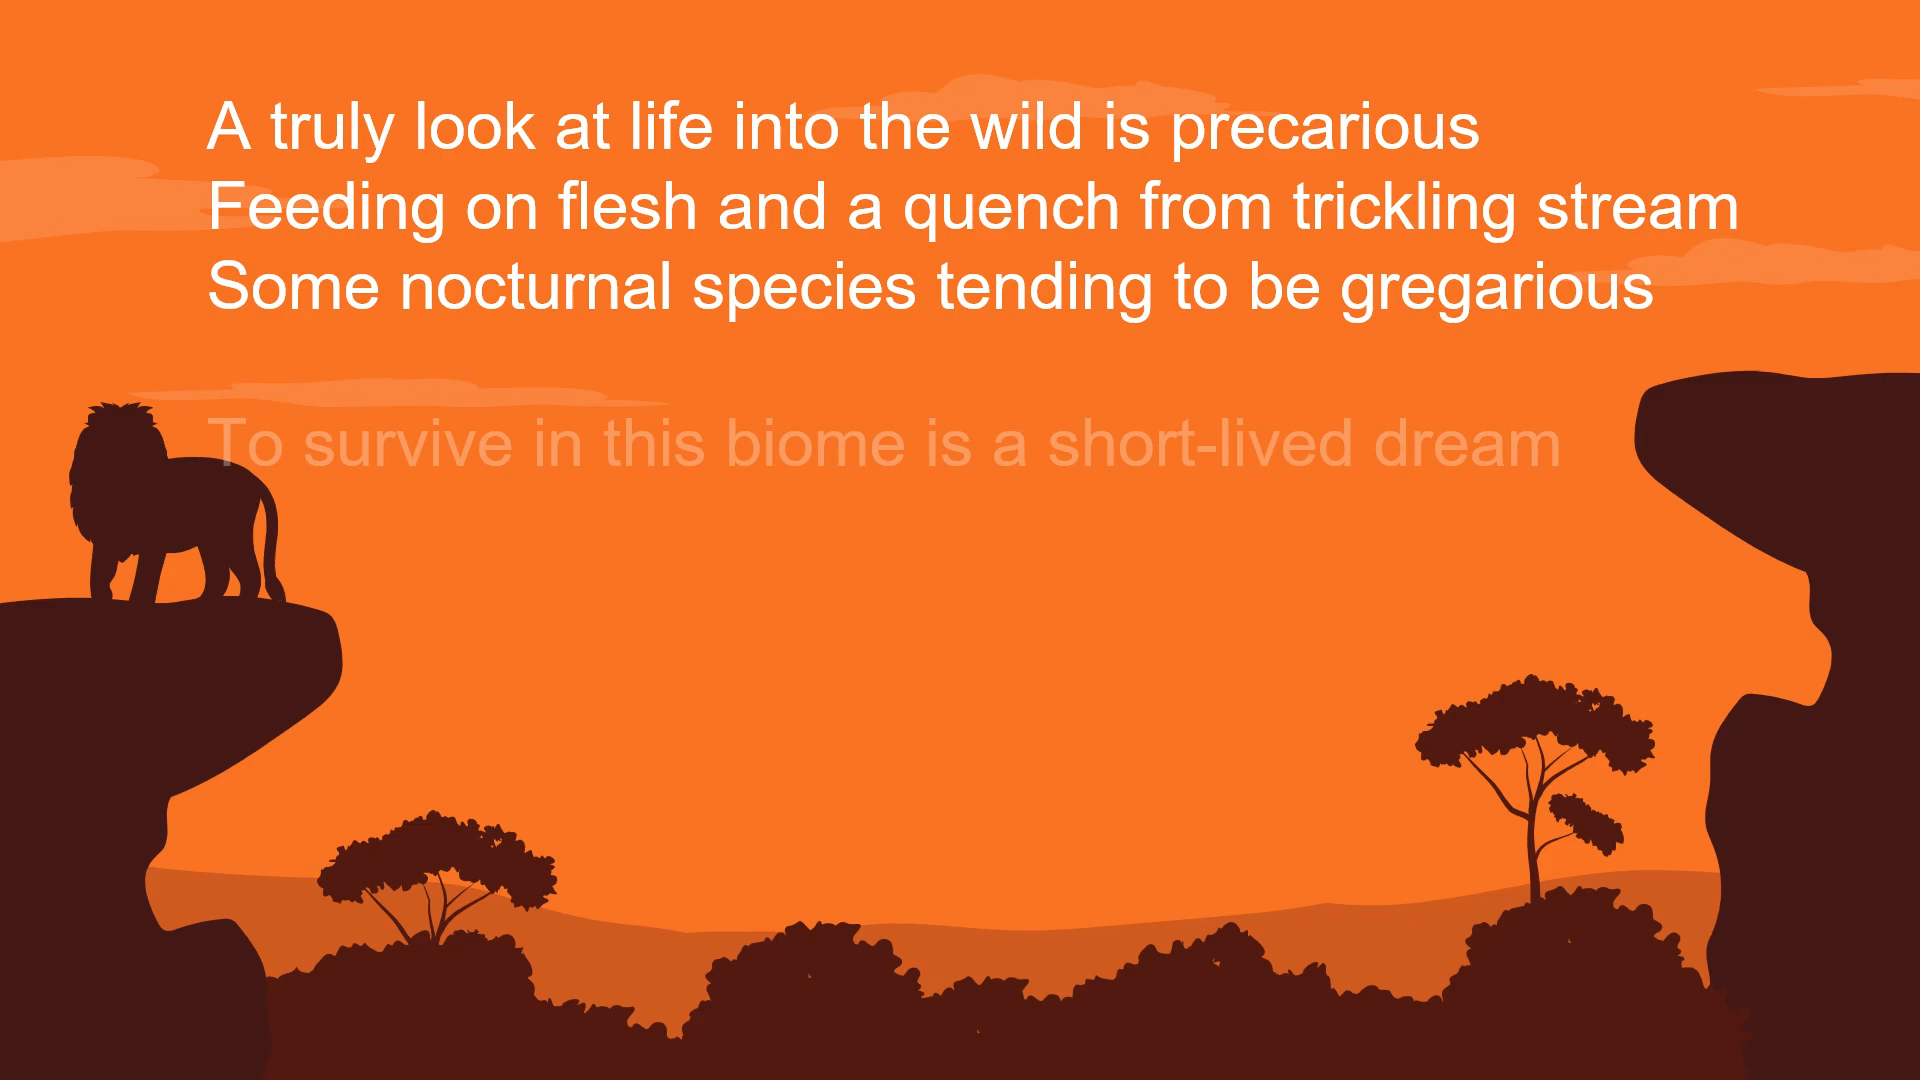 A truly look at life into the wild is precarious
Feeding on flesh and a quench from trickling stream
Some nocturnal species tending to be gregarious
To survive in this biome is a short-lived dream